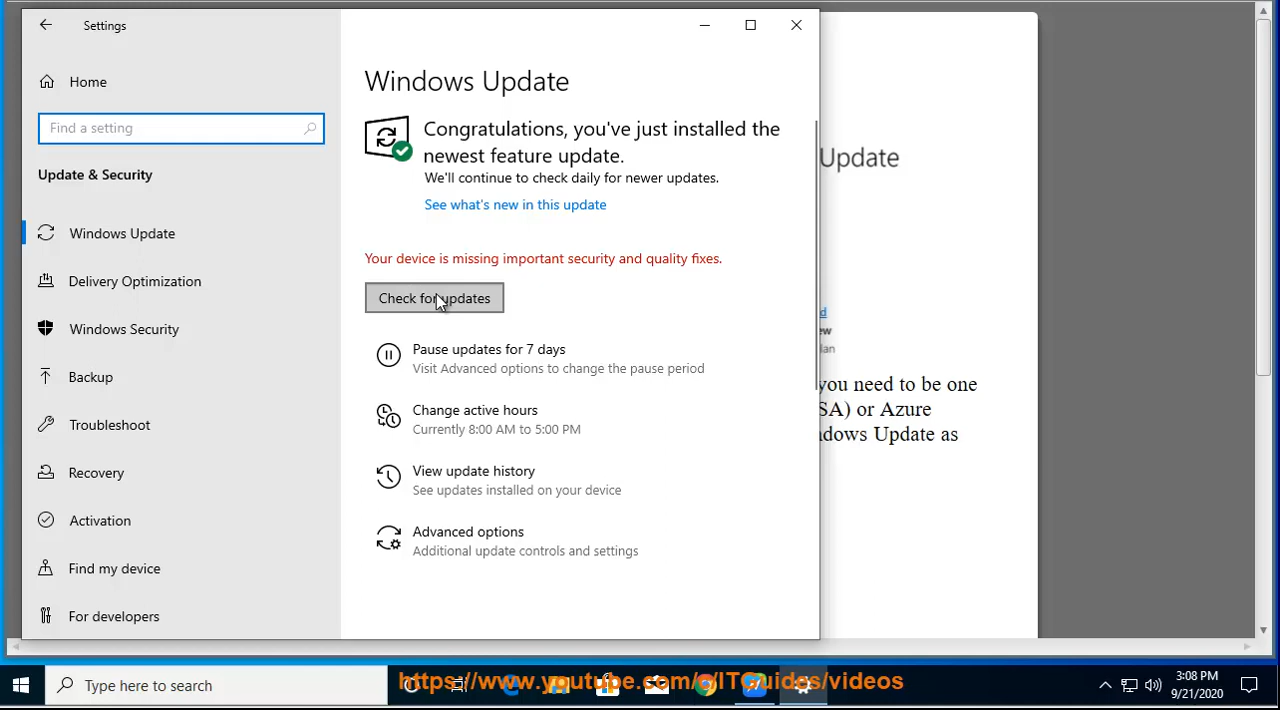 Settings
Home
Find a setting
Update & Security
Windows Update
Delivery Optimization
Windows Security
Backup
Troubleshoot
Recovery
Activation
Find my device
For developers
Windows Update
Congratulations, you've just installed the
newest feature update.
We'll continue to check daily for newer updates.
See what's new in this update
Your device is missing important security and quality fixes.
Check for updates
Pause updates for 7 days
Visit Advanced options to change the pause period
Change active hours
Currently 8:00 AM to 5:00 PM
View update history
See updates installed on your device
Advanced options
Additional update controls and settings
Update
you need to be one
SA) or Azure
ndows Update as
Type here to search
https://www.youtube.com/c/ITGuides/videos
3:08 PM
9/21/2020